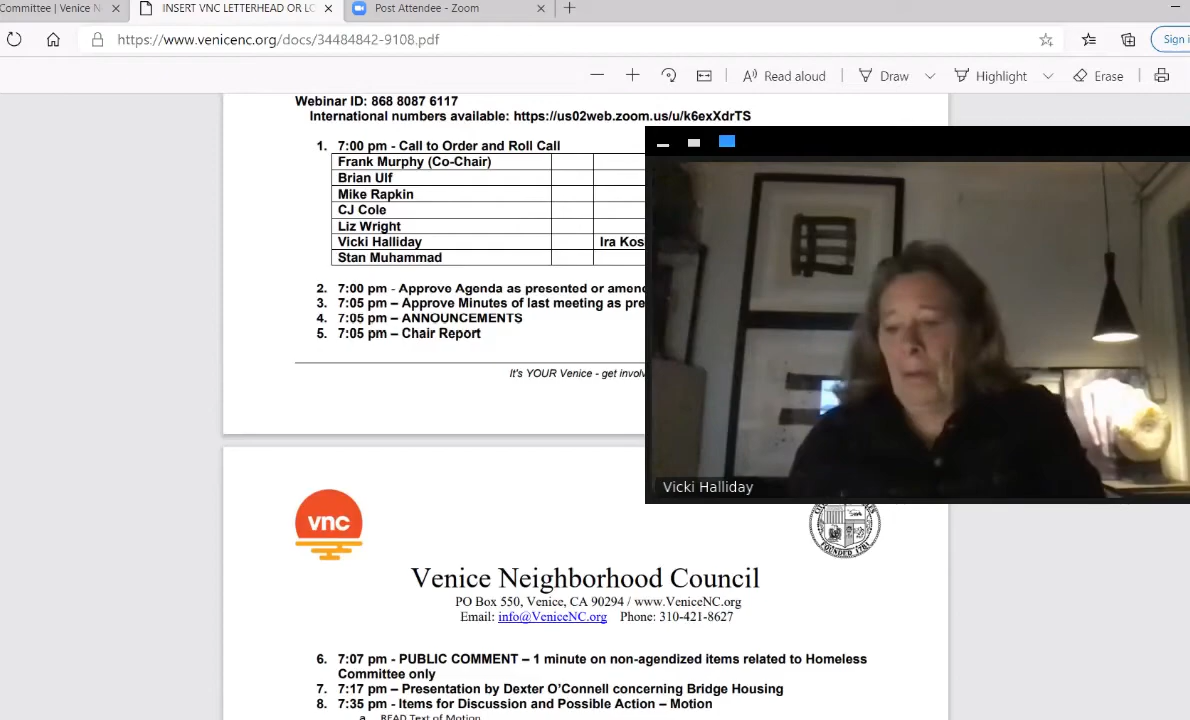 Committee | Venice N
INSERT VNC LETTERHEAD OR LC
Post Attendee - Zoom
https://www.venicenc.org/docs/34484842-9108.pdf
Sign i
Read aloud
Draw
Highlight
Erase
Webinar ID: 868 8087 6117
International numbers available: https://us02web.zoom.us/u/k6exXdrTS
1. 7:00 pm - Call to Order and Roll Call
Frank Murphy (Co-Chair)
Brian Ulf
Mike Rapkin
CJ Cole
Liz Wright
Vicki Halliday Ira Kos
Stan Muhammad
2. 7:00 pm - Approve Agenda as presented or amen
3. 7:05 pm – Approve Minutes of last meeting as pre
4. 7:05 pm – ANNOUNCEMENTS
5. 7:05 pm – Chair Report
It's YOUR Venice - get invol
Vicki Halliday
vnc
FOUNDED 1781
Venice Neighborhood Council
PO Box 550, Venice, CA 90294 / www.VeniceNC.org
Email: info@VeniceNC.org Phone: 310-421-8627
6. 7:07 pm - PUBLIC COMMENT – 1 minute on non-agendized items related to Homeless
Committee only
7. 7:17 pm – Presentation by Dexter O'Connell concerning Bridge Housing
8. 7:35 pm - Items for Discussion and Possible Action – Motion
a. READ Text of Motion